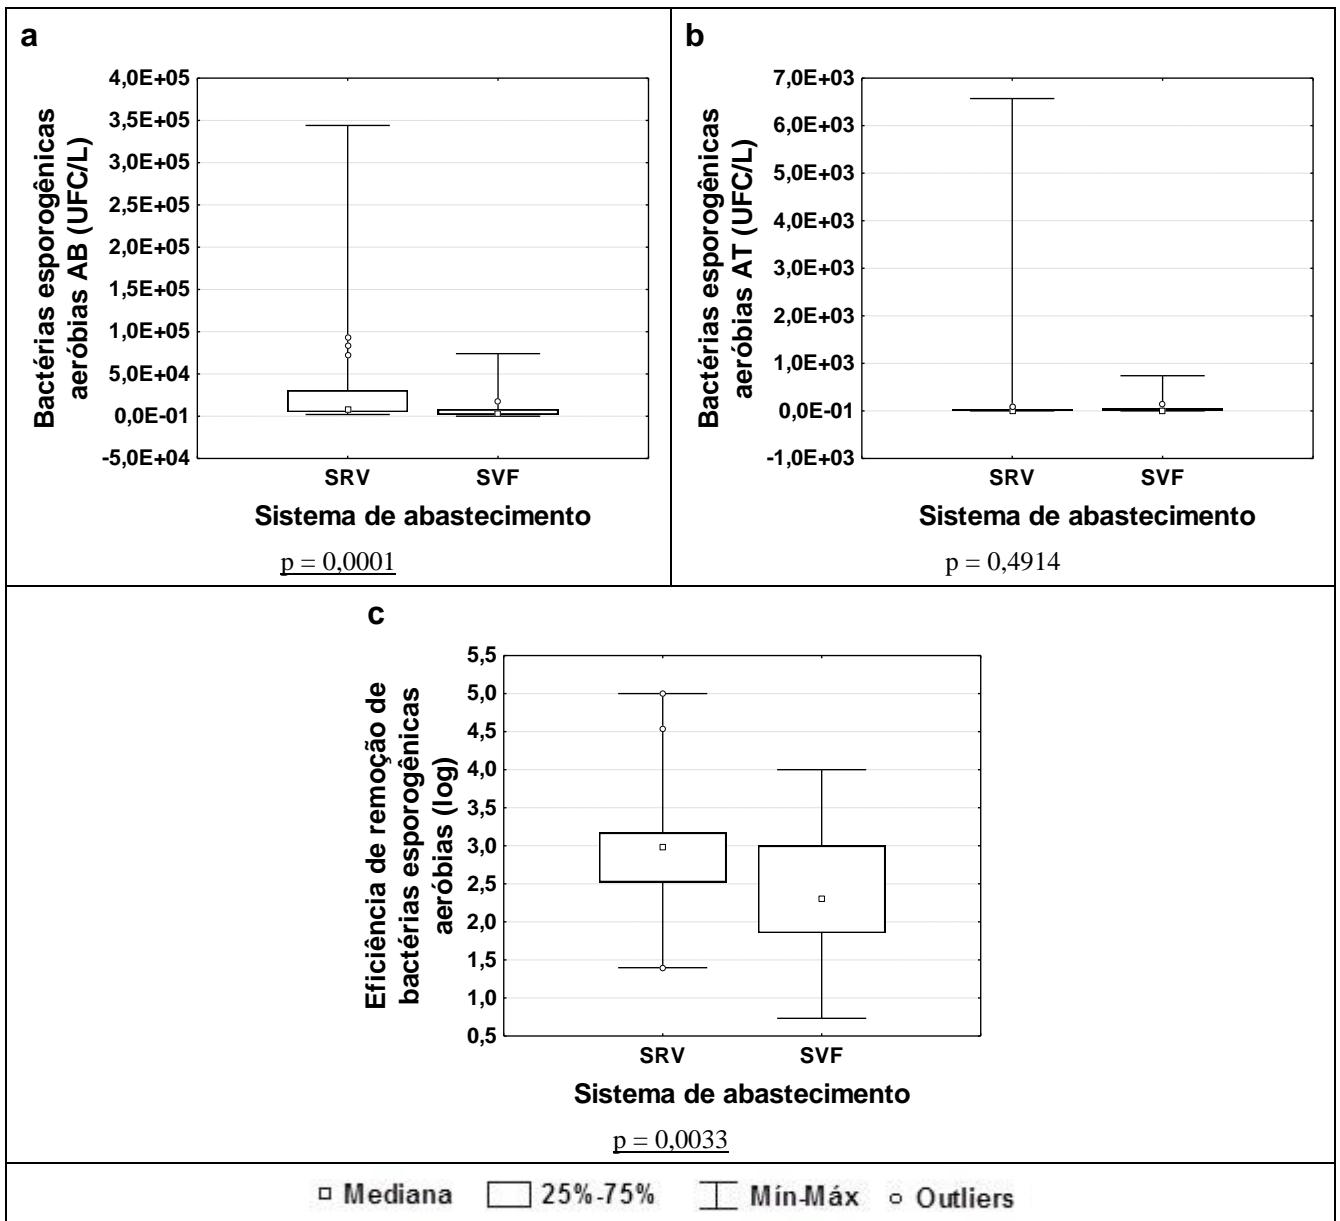 a
Bactérias esporogênicas
aeróbias AB (UFC/L)
4,0E+05
3,5E+05
3,0E+05
2,5E+05
2,0E+05
1,5E+05
1,0E+05
5,0E+04
0,0E-01
-5,0E+04
SRV SVF
Sistema de abastecimento
p = 0,0001
b
Bactérias esporogênicas
aeróbias AT (UFC/L)
7,0E+03
6,0E+03
5,0E+03
4,0E+03
3,0E+03
2,0E+03
1,0E+03
0,0E-01
-1,0E+03
SRV SVF
Sistema de abastecimento
p = 0,4914
c
Eficiência de remoção de
bactérias esporogênicas
aeróbias (log)
5,5
5,0
4,5
4,0
3,5
3,0
2,5
2,0
1,5
1,0
0,5
SRV SVF
Sistema de abastecimento
p = 0,0033
Mediana 25%-75% Mín-Máx Outliers